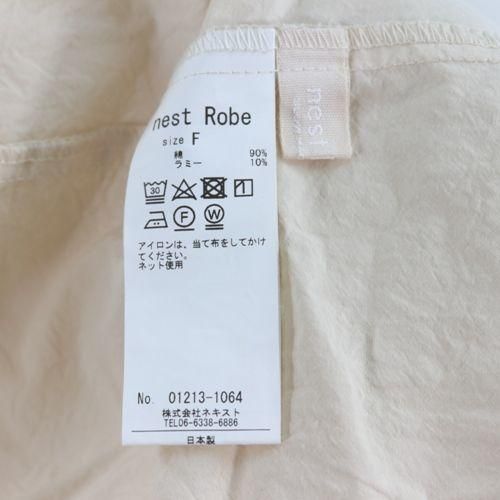 nest Robe
size F
綿 90%
ラミー 10%
30
F W
アイロンは、当て布をしてかけ
てください。
ネット使用
No. 01213-1064
株式会社ネキスト
TEL06-6338-6886
日本製
nest